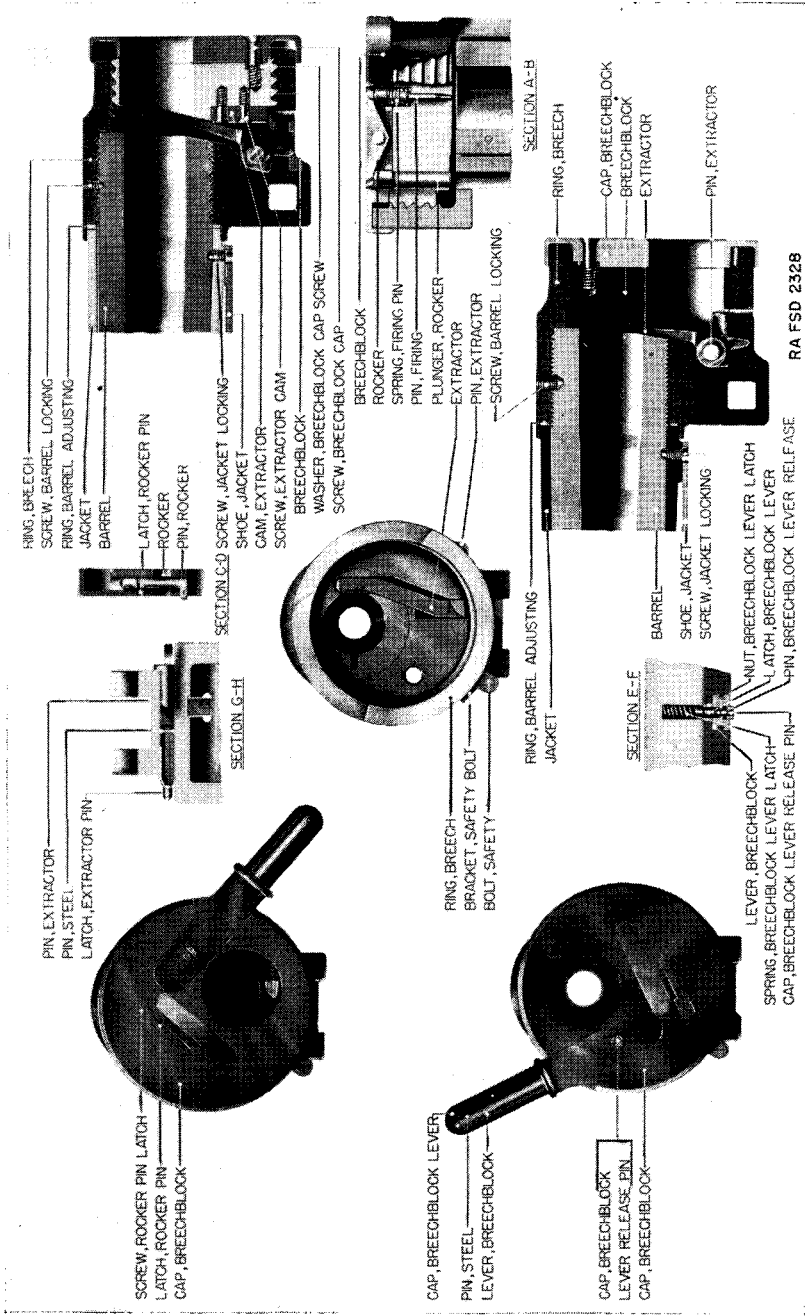 RING, BREECH
SCREW, BARREL LOCKING
RING, BARREL ADJUSTING
JACKET
BARREL
LATCH, ROCKER PIN
ROCKER
PIN, ROCKER
SECTION C-D
SCREW, JACKET LOCKING
SHOE, JACKET
CAM, EXTRACTOR
SCREW, EXTRACTOR CAM
BREECHBLOCK
WASHER, BREECHBLOCK CAP SCREW
SCREW, BREECHBLOCK CAP
BREECHBLOCK
ROCKER
SPRING, FIRING PIN
PIN, FIRING
PLUNGER, ROCKER
EXTRACTOR
PIN, EXTRACTOR
SCREW, BARREL LOCKING
SECTION A-B
PIN, EXTRACTOR
PIN, STEEL
LATCH, EXTRACTOR PIN
SECTION G-H
RING, BREECH
BRACKET, SAFETY BOLT
BOLT, SAFETY
RING, BREECH
CAP, BREECHBLOCK
BREECHBLOCK
EXTRACTOR
PIN, EXTRACTOR
RING, BARREL ADJUSTING
JACKET
BARREL
SHOE, JACKET
SCREW, JACKET LOCKING
SECTION E-F
NUT, BREECHBLOCK LEVER LATCH
LATCH, BREECHBLOCK LEVER
PIN, BREECHBLOCK LEVER RELEASE
LEVER, BREECHBLOCK
SPRING, BREECHBLOCK LEVER LATCH
CAP, BREECHBLOCK LEVER RELEASE PIN
SCREW, ROCKER PIN LATCH
LATCH, ROCKER PIN
CAP, BREECHBLOCK
CAP, BREECHBLOCK LEVER
PIN, STEEL
LEVER, BREECHBLOCK
CAP, BREECHBLOCK
LEVER RELEASE PIN
CAP, BREECHBLOCK
RA FSD 2328